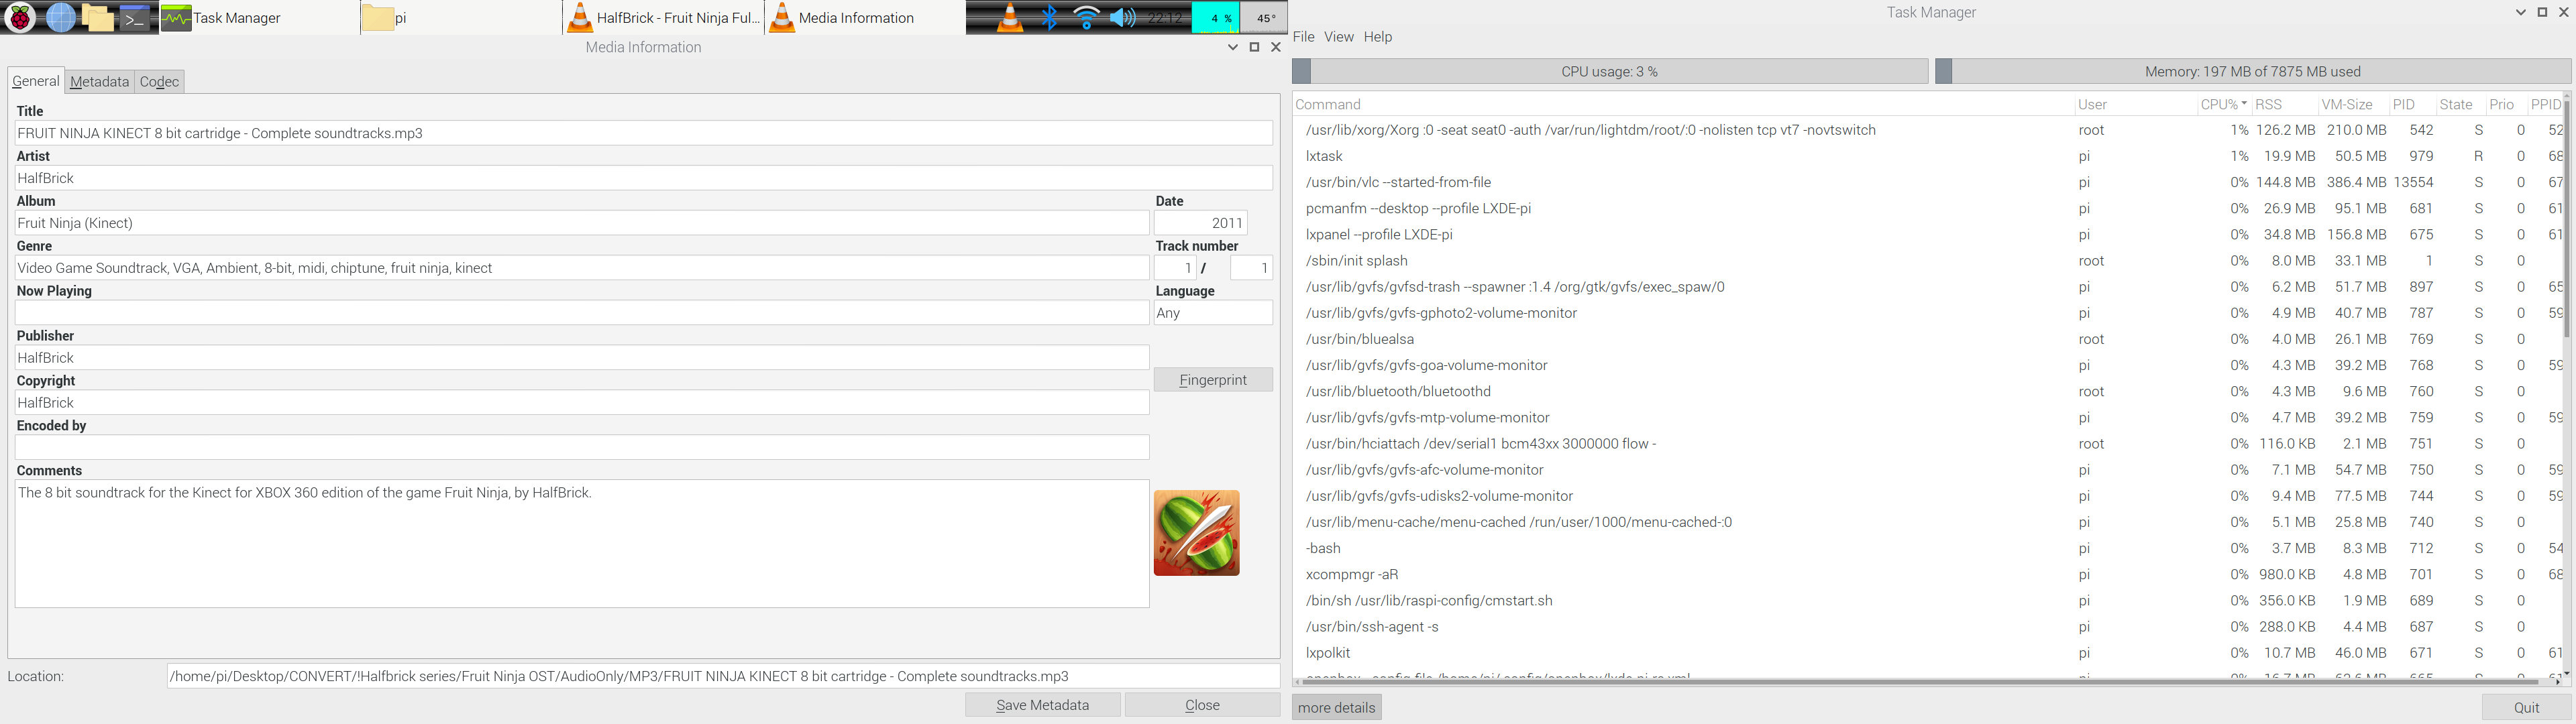 Task Manager
pi
HalfBrick - Fruit Ninja Ful...
Media Information
22:12
4 %
45°
Media Information
General Metadata Codec
Title
FRUIT NINJA KINECT 8 bit cartridge - Complete soundtracks.mp3
Artist
HalfBrick
Album Date
Fruit Ninja (Kinect) 2011
Genre Track number
Video Game Soundtrack, VGA, Ambient, 8-bit, midi, chiptune, fruit ninja, kinect 1 / 1
Now Playing Language
Any
Publisher
HalfBrick
Copyright Fingerprint
HalfBrick
Encoded by
Comments
The 8 bit soundtrack for the Kinect for XBOX 360 edition of the game Fruit Ninja, by HalfBrick.
Location: /home/pi/Desktop/CONVERT/!Halfbrick series/Fruit Ninja OST/AudioOnly/MP3/FRUIT NINJA KINECT 8 bit cartridge - Complete soundtracks.mp3
Save Metadata Close
Task Manager
File View Help
CPU usage: 3 % Memory: 197 MB of 7875 MB used
Command User CPU% RSS VM-Size PID State Prio PPID
/usr/lib/xorg/Xorg :0 -seat seat0 -auth /var/run/lightdm/root/:0 -nolisten tcp vt7 -novtswitch root 1% 126.2 MB 210.0 MB 542 S 0 52
lxtask pi 1% 19.9 MB 50.5 MB 979 R 0 68
/usr/bin/vlc --started-from-file pi 0% 144.8 MB 386.4 MB 13554 S 0 67
pcmanfm --desktop --profile LXDE-pi pi 0% 26.9 MB 95.1 MB 681 S 0 61
lxpanel --profile LXDE-pi pi 0% 34.8 MB 156.8 MB 675 S 0 61
/sbin/init splash root 0% 8.0 MB 33.1 MB 1 S 0
/usr/lib/gvfs/gvfsd-trash --spawner :1.4 /org/gtk/gvfs/exec_spaw/0 pi 0% 6.2 MB 51.7 MB 897 S 0 65
/usr/lib/gvfs/gvfs-gphoto2-volume-monitor pi 0% 4.9 MB 40.7 MB 787 S 0 59
/usr/bin/bluealsa root 0% 4.0 MB 26.1 MB 769 S 0
/usr/lib/gvfs/gvfs-goa-volume-monitor pi 0% 4.3 MB 39.2 MB 768 S 0 59
/usr/lib/bluetooth/bluetoothd root 0% 4.3 MB 9.6 MB 760 S 0
/usr/lib/gvfs/gvfs-mtp-volume-monitor pi 0% 4.7 MB 39.2 MB 759 S 0 59
/usr/bin/hciattach /dev/serial1 bcm43xx 3000000 flow - root 0% 116.0 KB 2.1 MB 751 S 0
/usr/lib/gvfs/gvfs-afc-volume-monitor pi 0% 7.1 MB 54.7 MB 750 S 0 59
/usr/lib/gvfs/gvfs-udisks2-volume-monitor pi 0% 9.4 MB 77.5 MB 744 S 0 59
/usr/lib/menu-cache/menu-cached /run/user/1000/menu-cached-:0 pi 0% 5.1 MB 25.8 MB 740 S 0
-bash pi 0% 3.7 MB 8.3 MB 712 S 0 54
xcompmgr -aR pi 0% 980.0 KB 4.8 MB 701 S 0 68
/bin/sh /usr/lib/raspi-config/cmstart.sh pi 0% 356.0 KB 1.9 MB 689 S 0
/usr/bin/ssh-agent -s pi 0% 288.0 KB 4.4 MB 687 S 0
lxpolkit pi 0% 10.7 MB 46.0 MB 671 S 0 61
more details Quit